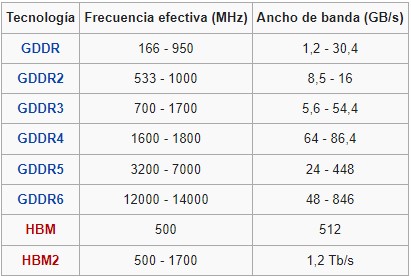 Tecnología Frecuencia efectiva (MHz) Ancho de banda (GB/s)
GDDR 166 - 950 1,2 - 30,4
GDDR2 533 - 1000 8,5 - 16
GDDR3 700 - 1700 5,6 - 54,4
GDDR4 1600 - 1800 64 - 86,4
GDDR5 3200 - 7000 24 - 448
GDDR6 12000 - 14000 48 - 846
HBM 500 512
HBM2 500 - 1700 1,2 Tb/s